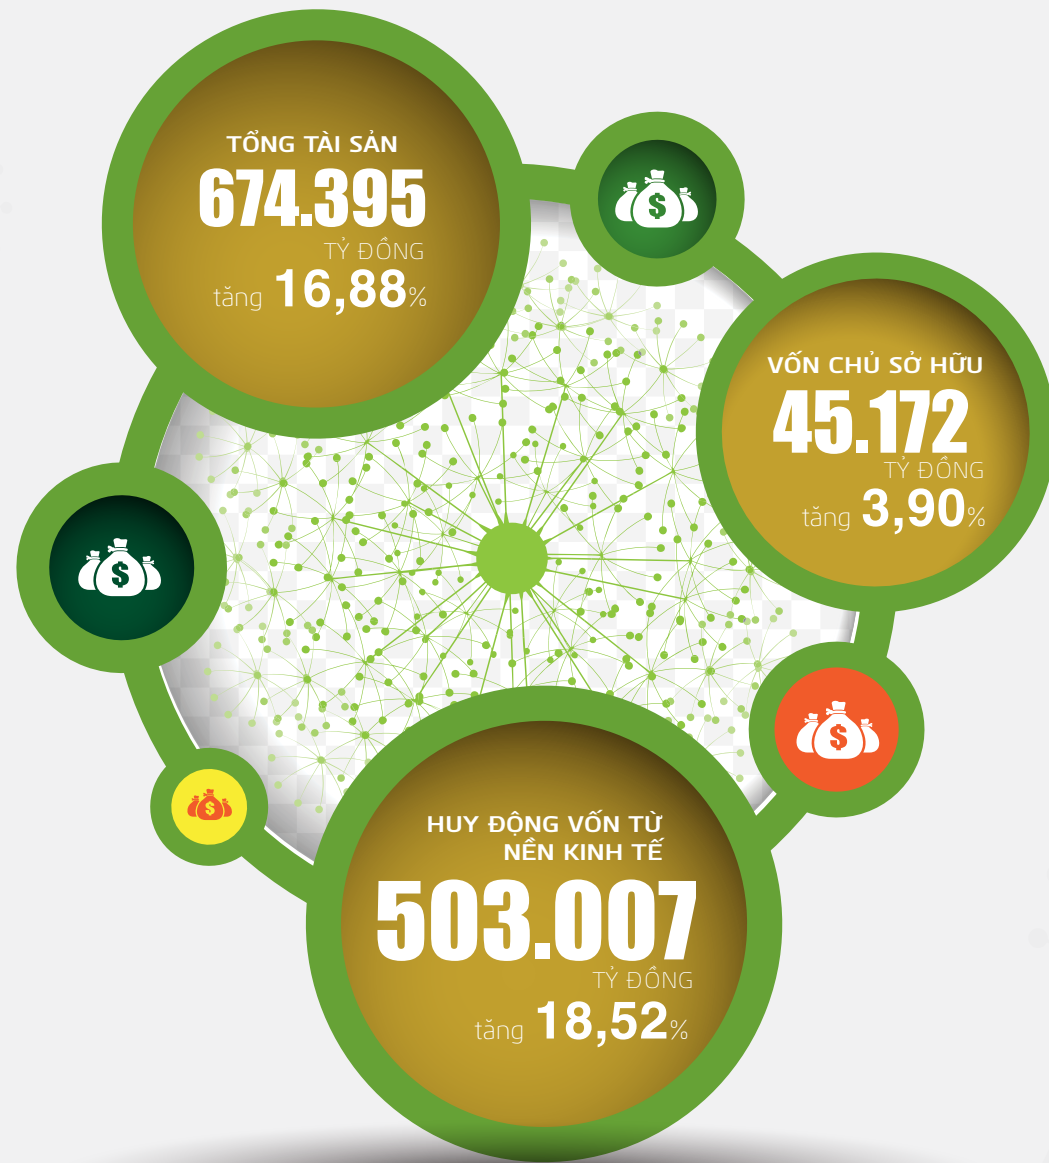 TỔNG TÀI SẢN
674.395
TỶ ĐỒNG
tăng 16,88%
VỐN CHỦ SỞ HỮU
45.172
TỶ ĐỒNG
tăng 3,90%
HUY ĐỘNG VỐN TỪ
NỀN KINH TẾ
503.007
TỶ ĐỒNG
tăng 18,52%
$
$
$
$